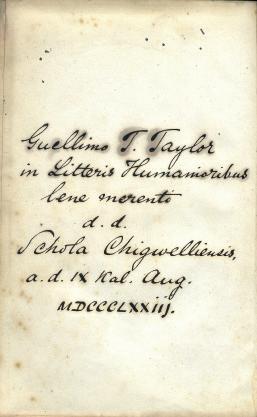 Guellimo T. Taylor
in Litteris Humanioribus
bene merenti
d. d.
Schola Chigwelliensis,
a. d. IX Kal. Aug.
MDCCCLXXIIJ.